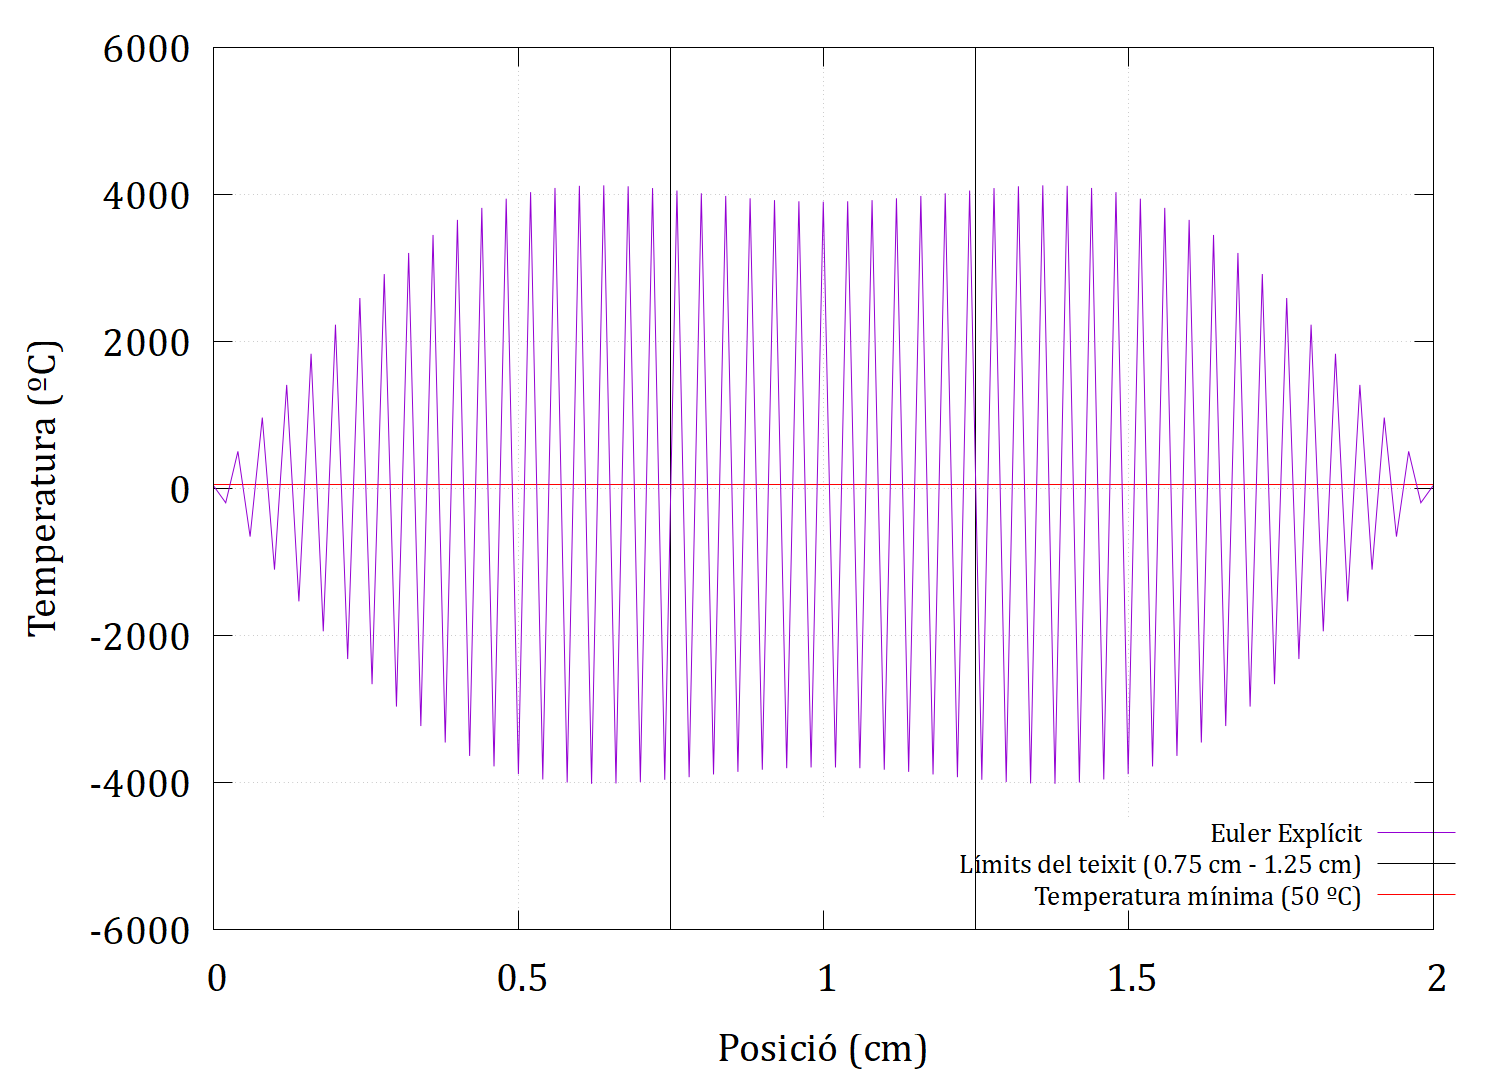 6000
4000
2000
0
-2000
-4000
-6000
Temperatura (ºC)
Euler Explícit
Límits del teixit (0.75 cm - 1.25 cm)
Temperatura mínima (50 ºC)
0 0.5 1 1.5 2
Posició (cm)